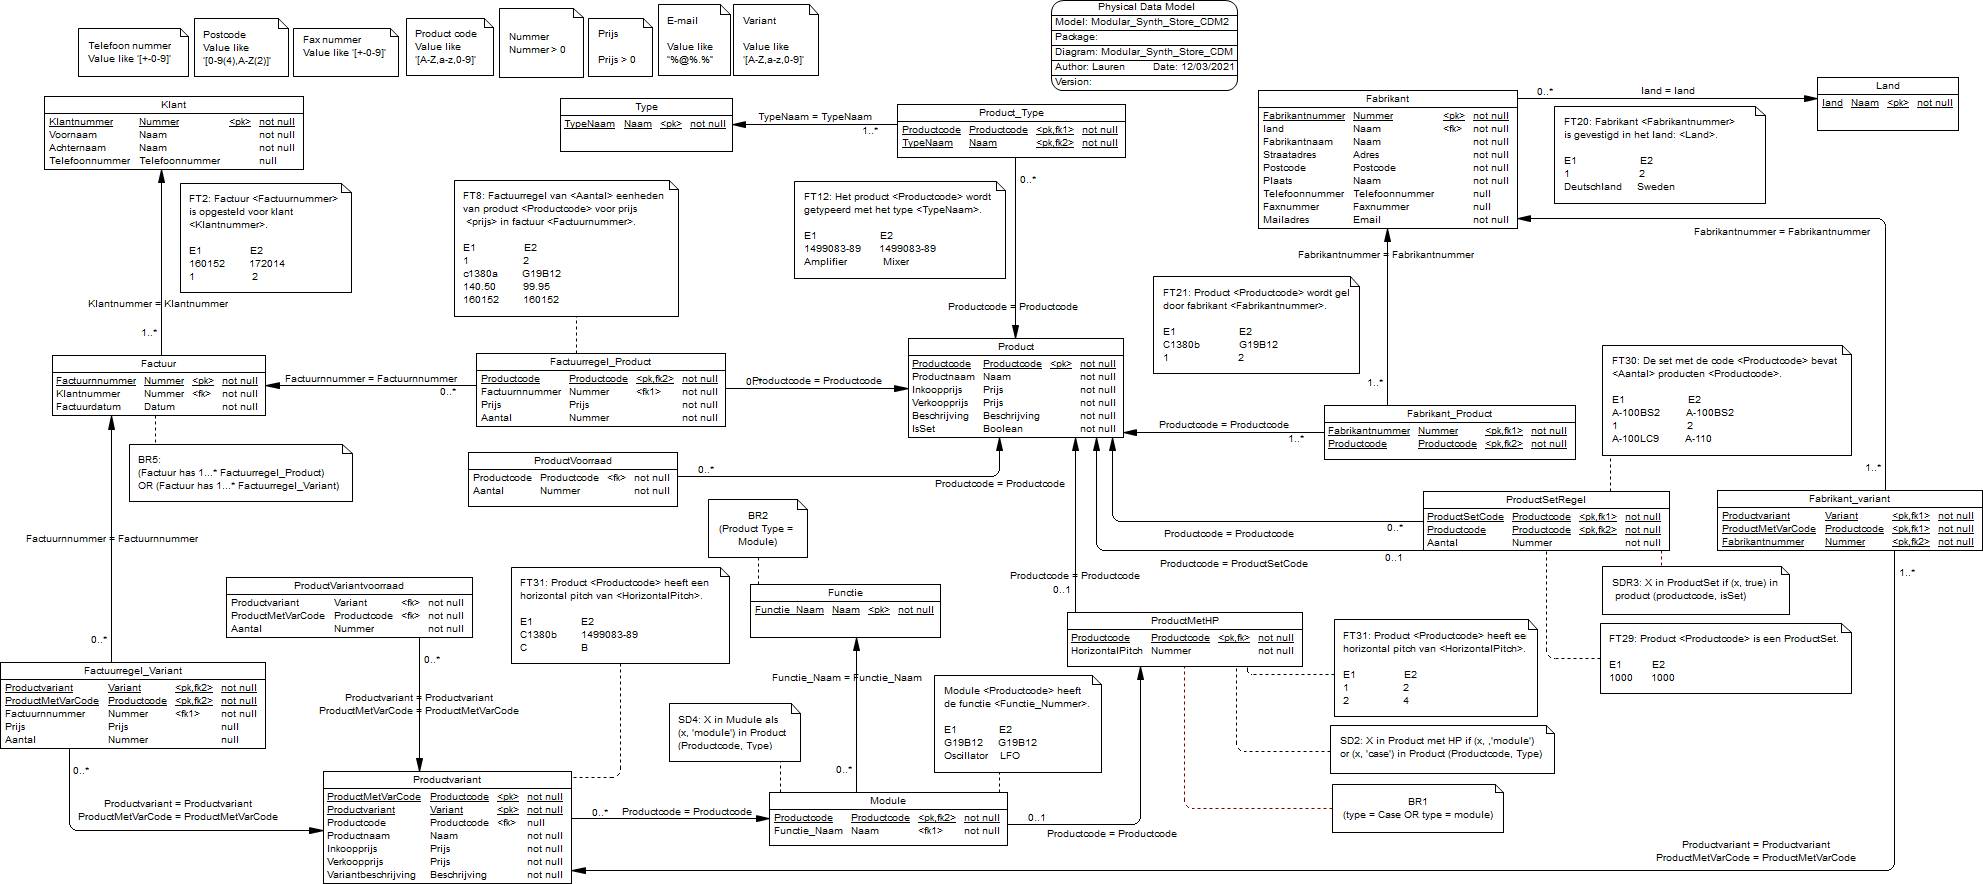 Telefoon nummer
Value like '[+-0-9]'
Postcode
Value like
'[0-9(4),A-Z(2)]'
Fax nummer
Value like '[+-0-9]'
Product code
Value like
'[A-Z,a-z,0-9]'
Nummer
Nummer > 0
Prijs
Prijs > 0
E-mail
Value like
"%@%.%"
Variant
Value like
'[A-Z,a-z,0-9]'
Physical Data Model
Model: Modular_Synth_Store_CDM2
Package:
Diagram: Modular_Synth_Store_CDM
Author: Lauren Date: 12/03/2021
Version:
Klant
Klantnummer Nummer <pk> not null
Voornaam Naam not null
Achternaam Naam not null
Telefoonnummer Telefoonnummer null
Type
TypeNaam Naam <pk> not null
TypeNaam = TypeNaam
1..*
Product_Type
Productcode Productcode <pk,fk1> not null
TypeNaam Naam <pk,fk2> not null
0..*
Fabrikant
Fabrikantnummer Nummer <pk> not null
land Naam <fk> not null
Fabrikantnaam Naam not null
Straatadres Adres not null
Postcode Postcode not null
Plaats Naam not null
Telefoonnummer Telefoonnummer null
Faxnummer Faxnummer null
Mailadres Email not null
0..*
land = land
Land
land Naam <pk> not null
FT20: Fabrikant <Fabrikantnummer>
is gevestigd in het land: <Land>.
E1 E2
1 2
Deutschland Sweden
FT2: Factuur <Factuurnummer>
is opgesteld voor klant
<Klantnummer>.
E1 E2
160152 172014
1 2
Klantnummer = Klantnummer
1..*
FT8: Factuurregel van <Aantal> eenheden
van product <Productcode> voor prijs
<prijs> in factuur <Factuurnummer>.
E1 E2
1 2
c1380a G19B12
140.50 99.95
160152 160152
FT12: Het product <Productcode> wordt
getypeerd met het type <TypeNaam>.
E1 E2
1499083-89 1499083-89
Amplifier Mixer
Productcode = Productcode
Fabrikantnummer = Fabrikantnummer
Fabrikantnummer = Fabrikantnummer
FT21: Product <Productcode> wordt gel
door fabrikant <Fabrikantnummer>.
E1 E2
C1380b G19B12
1 2
1..*
Factuur
Factuurnnummer Nummer <pk> not null
Klantnummer Nummer <fk> not null
Factuurdatum Datum not null
Factuurnnummer = Factuurnnummer
0..*
Factuurregel_Product
Productcode Productcode <pk,fk2> not null
Factuurnnummer Nummer <fk1> not null
Prijs Prijs not null
Aantal Nummer not null
Productcode = Productcode
Product
Productcode Productcode <pk> not null
Productnaam Naam not null
Inkoopprijs Prijs not null
Verkoopprijs Prijs not null
Beschrijving Beschrijving not null
IsSet Boolean not null
Productcode = Productcode
1..*
Fabrikant_Product
Fabrikantnummer Nummer <pk,fk1> not null
Productcode Productcode <pk,fk2> not null
FT30: De set met de code <Productcode> bevat
<Aantal> producten <Productcode>.
E1 E2
A-100BS2 A-100BS2
1 2
A-100LC9 A-110
1..*
BR5:
(Factuur has 1...* Factuurregel_Product)
OR (Factuur has 1...* Factuurregel_Variant)
ProductVoorraad
Productcode Productcode <fk> not null
Aantal Nummer not null
0..*
Productcode = Productcode
BR2
(Product Type =
Module)
ProductSetRegel
ProductSetCode Productcode <pk,fk1> not null
Productcode Productcode <pk,fk2> not null
Aantal Nummer not null
0..*
Productcode = Productcode
0..1
Productcode = ProductSetCode
Fabrikant_variant
Productvariant Variant <pk,fk1> not null
ProductMetVarCode Productcode <pk,fk1> not null
Fabrikantnummer Nummer <pk,fk2> not null
1..*
Factuurnnummer = Factuurnnummer
0..*
ProductVariantvoorraad
Productvariant Variant <fk> not null
ProductMetVarCode Productcode <fk> not null
Aantal Nummer not null
0..*
FT31: Product <Productcode> heeft een
horizontal pitch van <HorizontalPitch>.
E1 E2
C1380b 1499083-89
C B
Functie
Functie_Naam Naam <pk> not null
Productcode = Productcode
0..1
ProductMetHP
Productcode Productcode <pk,fk> not null
HorizontalPitch Nummer not null
SDR3: X in ProductSet if (x, true) in
product (productcode, isSet)
FT31: Product <Productcode> heeft ee
horizontal pitch van <HorizontalPitch>.
E1 E2
1 2
2 4
FT29: Product <Productcode> is een ProductSet.
E1 E2
1000 1000
Factuurregel_Variant
Productvariant Variant <pk,fk2> not null
ProductMetVarCode Productcode <pk,fk2> not null
Factuurnnummer Nummer <fk1> not null
Prijs Prijs null
Aantal Nummer null
Productvariant = Productvariant
ProductMetVarCode = ProductMetVarCode
Functie_Naam = Functie_Naam
0..*
SD4: X in Mudule als
(x, 'module') in Product
(Productcode, Type)
Module <Productcode> heeft
de functie <Functie_Nummer>.
E1 E2
G19B12 G19B12
Oscillator LFO
SD2: X in Product met HP if (x, ,'module')
or (x, 'case') in Product (Productcode, Type)
BR1
(type = Case OR type = module)
0..*
Productvariant = Productvariant
ProductMetVarCode = ProductMetVarCode
Productvariant
ProductMetVarCode Productcode <pk> not null
Productvariant Variant <pk> not null
Productcode Productcode <fk> null
Productnaam Naam not null
Inkoopprijs Prijs not null
Verkoopprijs Prijs not null
Variantbeschrijving Beschrijving not null
0..*
Productcode = Productcode
Module
Productcode Productcode <pk,fk2> not null
Functie_Naam Naam <fk1> not null
0..1
Productcode = Productcode
Productvariant = Productvariant
ProductMetVarCode = ProductMetVarCode